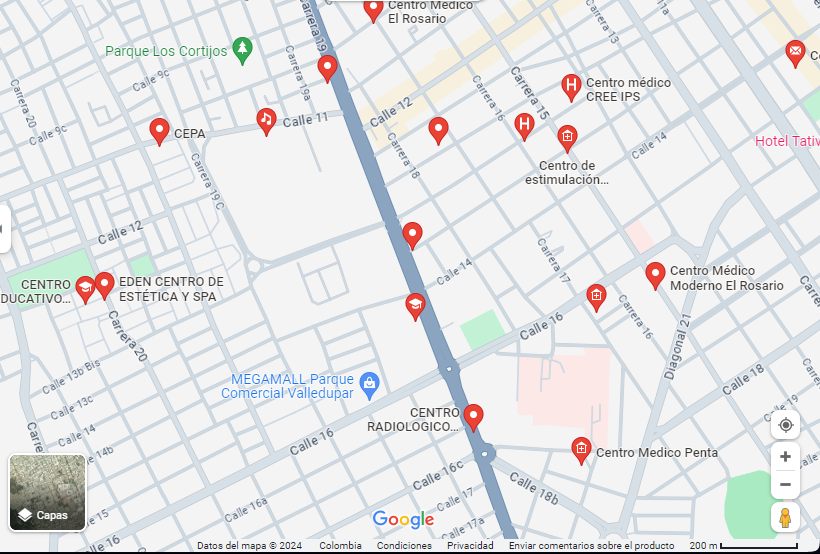 Centro Médico
El Rosario
Parque Los Cortijos
Calle 9c
Carrera 19
Carrera 19a
Carrera 20
Calle 12
Calle 11
CEPA
Calle 9c
Carrera 13
Carrera 15
Carrera 16
Centro médico
CREE IPS
Calle 14
Centro de
estimulación...
Hotel Tativ
Carrera 18
Carrera 19 C
Calle 12
CENTRO
DUCATIVO...
EDEN CENTRO DE
ESTÉTICA Y SPA
Carrera 20
Calle 14
Carrera 17
Centro Médico
Moderno El Rosario
Carrera 16
Calle 16
Diagonal 21
Calle 13b Bis
Calle 13c
Calle 14
MEGAMALL Parque
Comercial Valledupar
CENTRO
RADIOLOGICO...
Calle 16
Calle 18
Calle 19
Centro Medico Penta
Calle 16c
Calle 18b
Calle 17
Calle 17a
Calle 16a
Calle 15
14b
Capas
Google
Datos del mapa © 2024
Colombia
Condiciones
Privacidad
Enviar comentarios sobre el producto
200 m